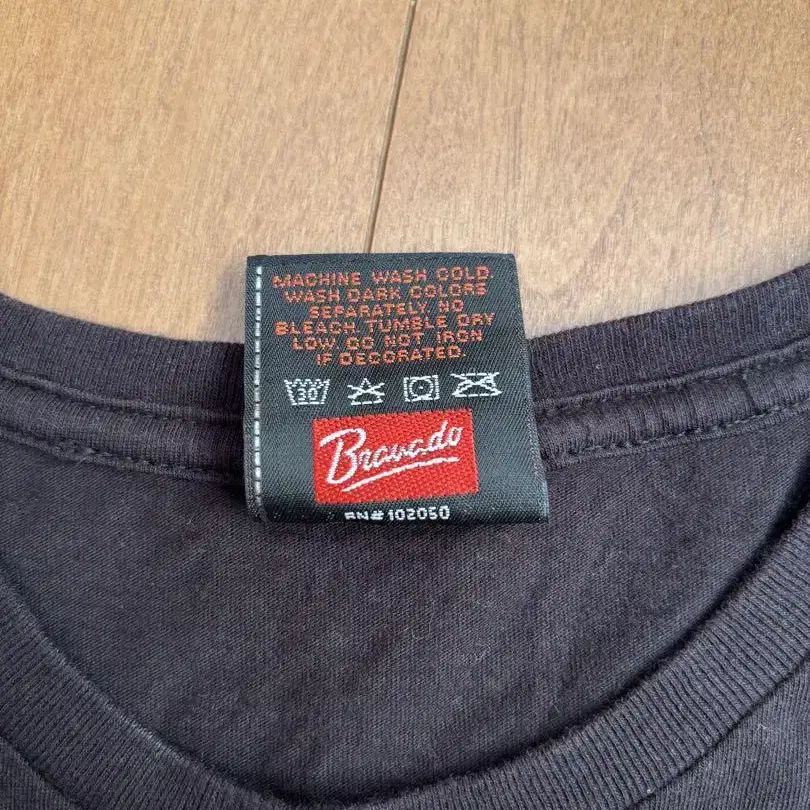 MACHINE WASH COLD.
WASH DARK COLORS
SEPARATELY. NO
BLEACH. TUMBLE DRY
LOW. DO NOT IRON
IF DECORATED.
30
Bravado
RN# 102050